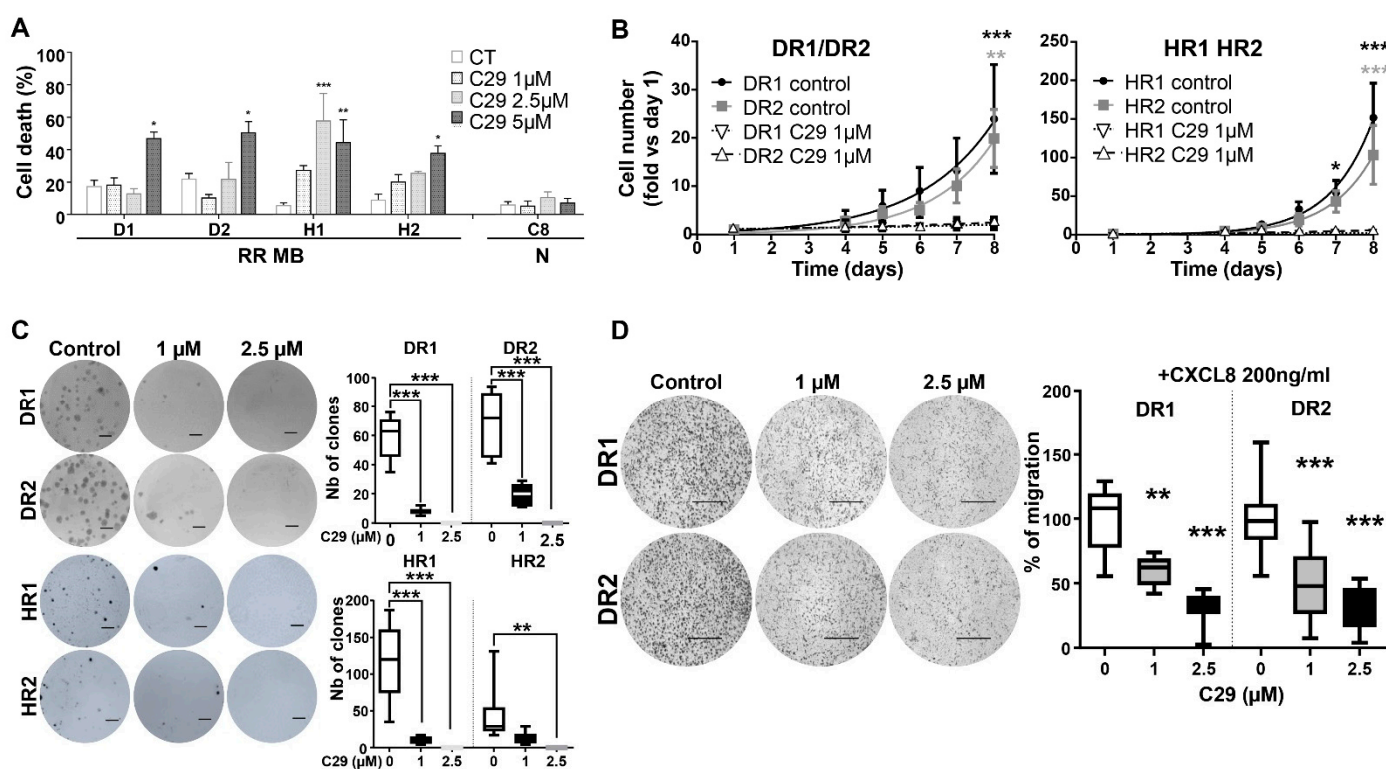 A
Cell death (%)
100
80
60
40
20
0
CT
C29 1µM
C29 2.5µM
C29 5µM
*
*
***
**
*
D1 D2 H1 H2 C8
RR MB N
B
Cell number
(fold vs day 1)
40
30
20
10
0
DR1/DR2
DR1 control
DR2 control
DR1 C29 1µM
DR2 C29 1µM
***
**
0 1 2 3 4 5 6 7 8
Time (days)
250
200
150
100
50
0
HR1 HR2
HR1 control
HR2 control
HR1 C29 1µM
HR2 C29 1µM
***
***
*
0 1 2 3 4 5 6 7 8
Time (days)
C
Control 1 µM 2.5 µM
DR1
DR2
HR1
HR2
DR1 DR2
Nb of clones
100
80
60
40
20
0
***
***
***
***
C29 (µM) 0 1 2.5 0 1 2.5
HR1 HR2
Nb of clones
200
150
100
50
0
***
***
**
C29 (µM) 0 1 2.5 0 1 2.5
D
Control 1 µM 2.5 µM
DR1
DR2
+CXCL8 200ng/ml
DR1 DR2
% of migration
200
150
100
50
0
**
***
***
***
0 1 2.5 0 1 2.5
C29
(µM)